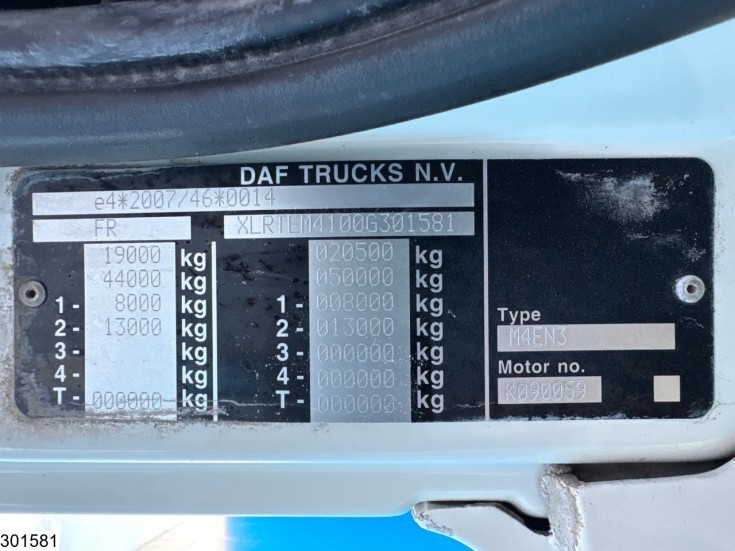 DAF TRUCKS N.V.
e4*2007/46*0014
FR XLRTEM4100G301581
19000 kg 020500 kg
44000 kg 050000 kg
1- 8000 kg 1- 008000 kg
2- 13000 kg 2- 013000 kg
3- kg 3- 000000 kg
4- kg 4- 000000 kg
T- 000000 kg T- 000000 kg
Type
M4EN3
Motor no.
K090059
301581